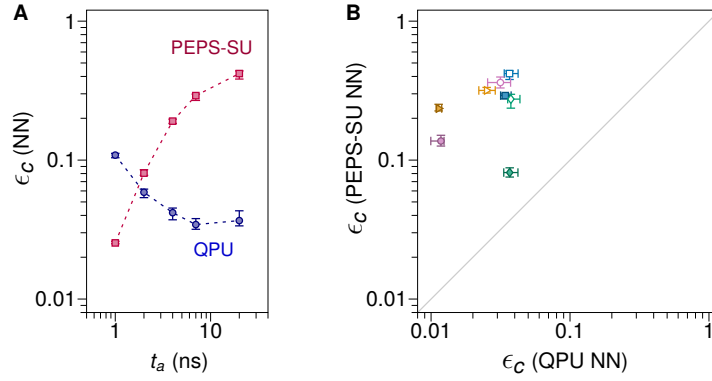 A
B
1
0.1
0.01
ϵc (NN)
PEPS-SU
QPU
1
10
ta (ns)
1
0.1
0.01
ϵc (PEPS-SU NN)
0.01
0.1
1
ϵc (QPU NN)